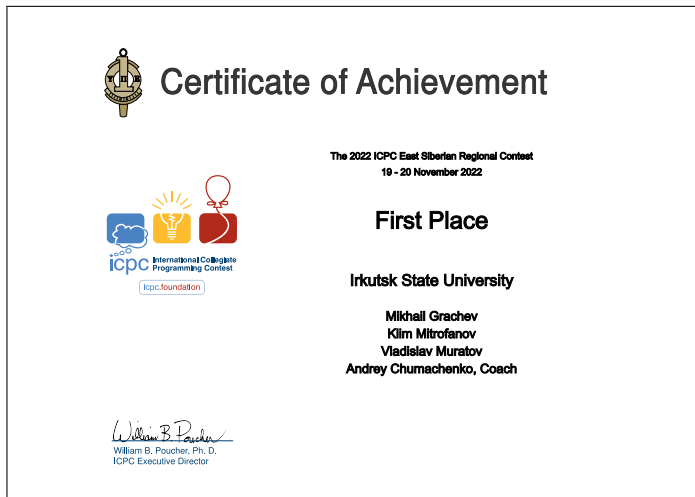 Certificate of Achievement
The 2022 ICPC East Siberian Regional Contest
19 - 20 November 2022
First Place
Irkutsk State University
Mikhail Grachev
Klim Mitrofanov
Vladislav Muratov
Andrey Chumachenko, Coach
icpc International Collegiate
Programming Contest
icpc.foundation
William B. Poucher
William B. Poucher, Ph. D.
ICPC Executive Director